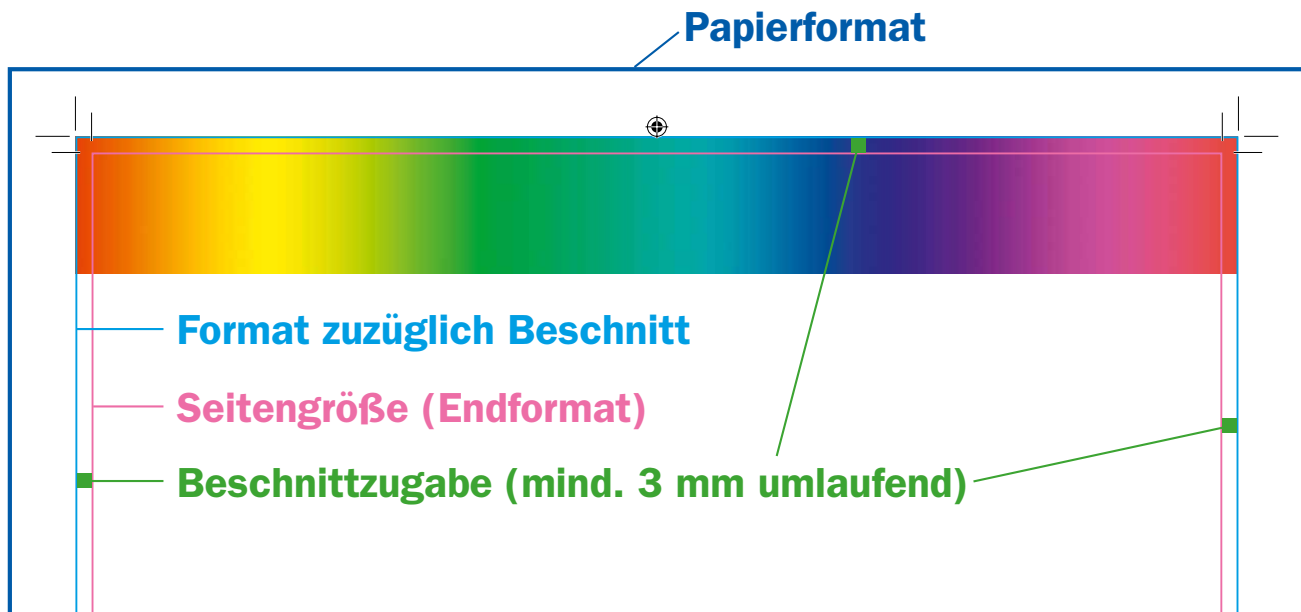 Papierformat
Format zuzüglich Beschnitt
Seitengröße (Endformat)
Beschnittzugabe (mind. 3 mm umlaufend)